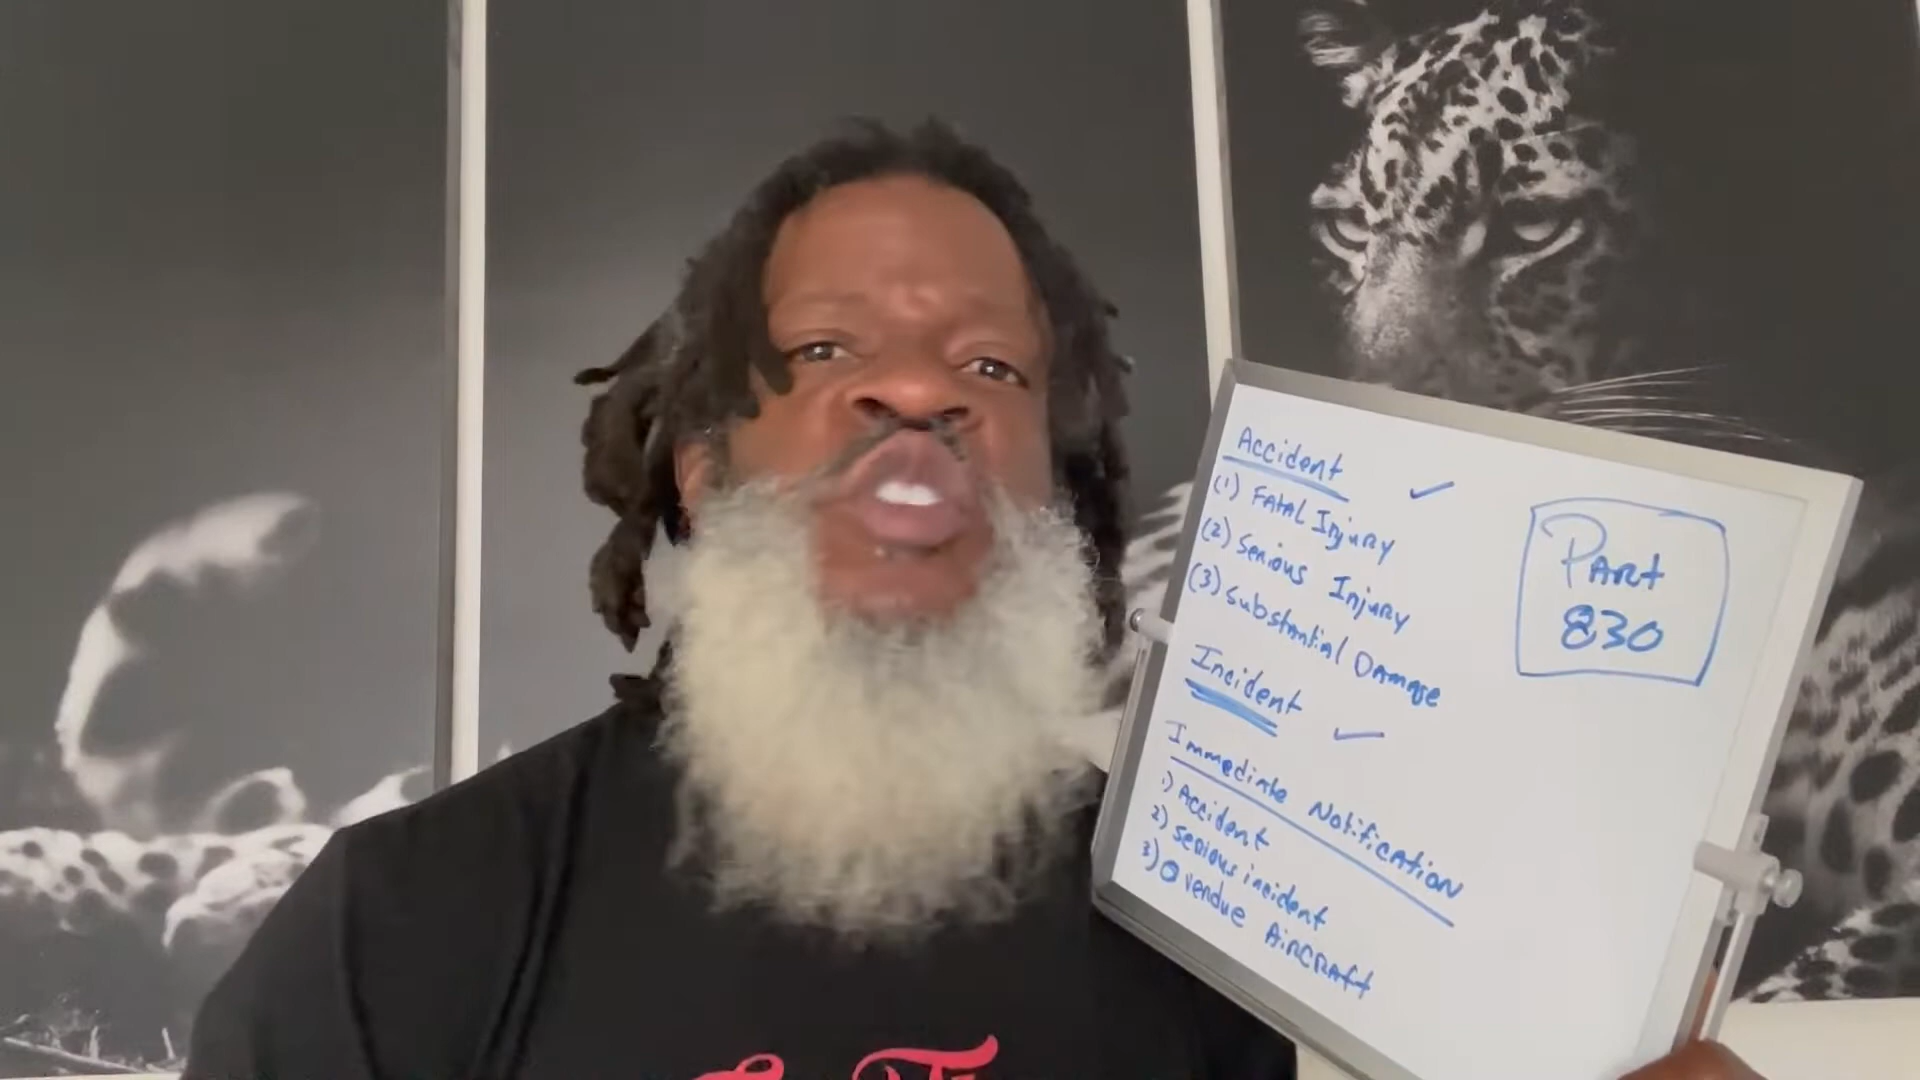 Accident
(1) FATAL Injury
(2) Serious Injury
(3) Substantial Damage
Incident
Immediate Notification
1) Accident
2) serious incident
3) Overdue AIRCRAft
PARt
830